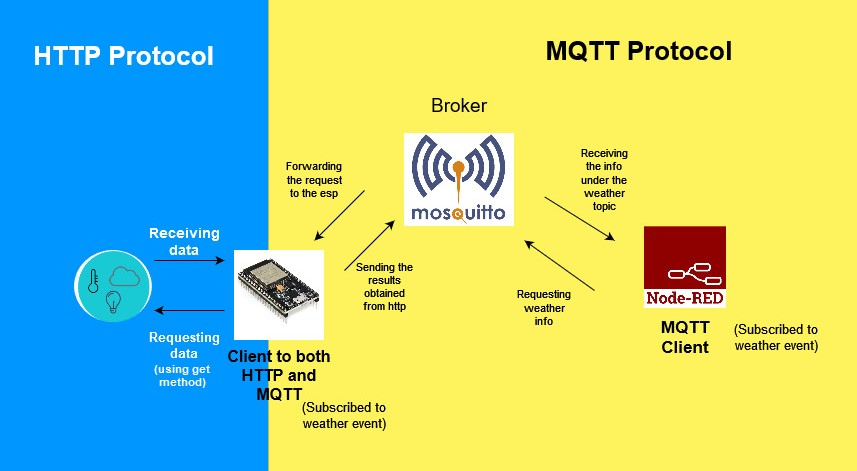 HTTP Protocol
MQTT Protocol
Broker
mosquitto
Forwarding
the request
to the esp
Receiving
the info
under the
weather
topic
Receiving
data
Sending the
results
obtained
from http
Requesting
weather
info
Node-RED
MQTT
Client
(Subscribed to
weather event)
Requesting
data
(using get
method)
Client to both
HTTP and
MQTT
(Subscribed to
weather event)